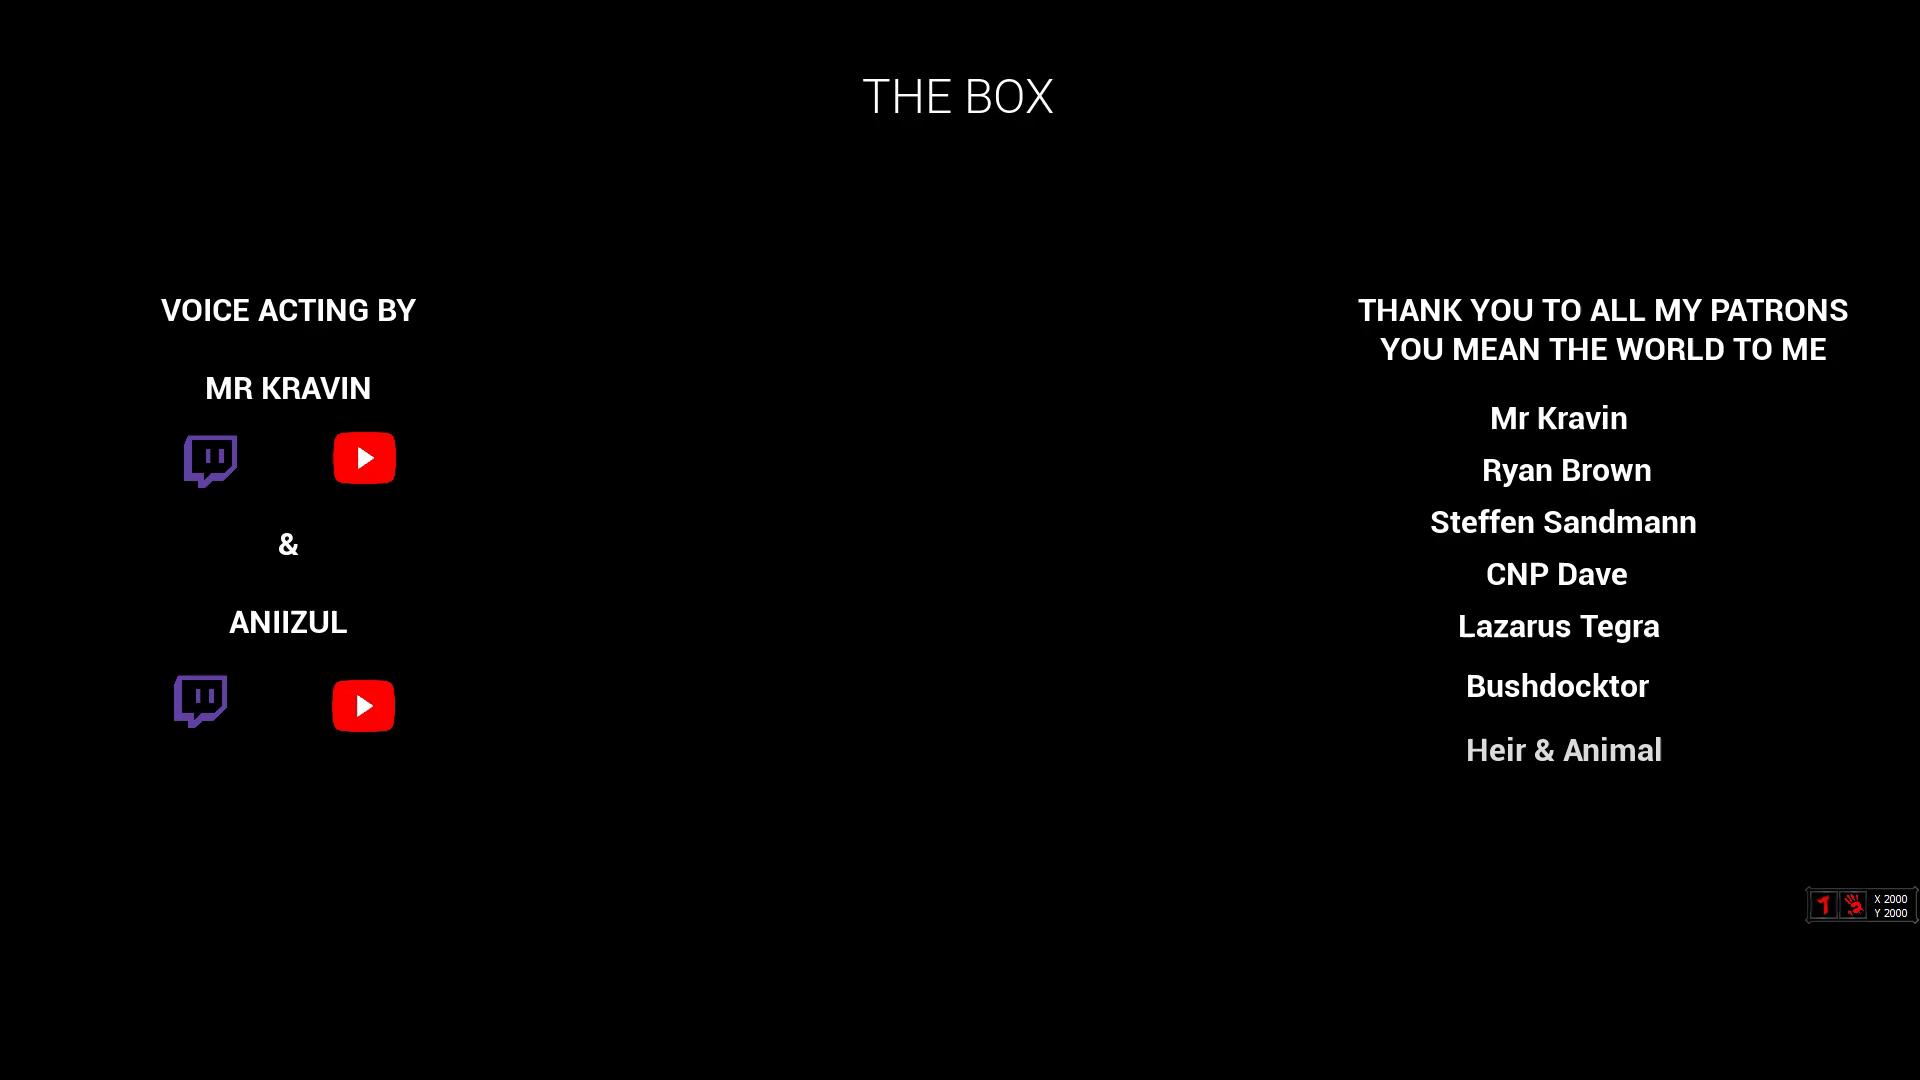 THE BOX
VOICE ACTING BY
MR KRAVIN
&
ANIIZUL
THANK YOU TO ALL MY PATRONS
YOU MEAN THE WORLD TO ME
Mr Kravin
Ryan Brown
Steffen Sandmann
CNP Dave
Lazarus Tegra
Bushdocktor
Heir & Animal
X 2000
Y 2000